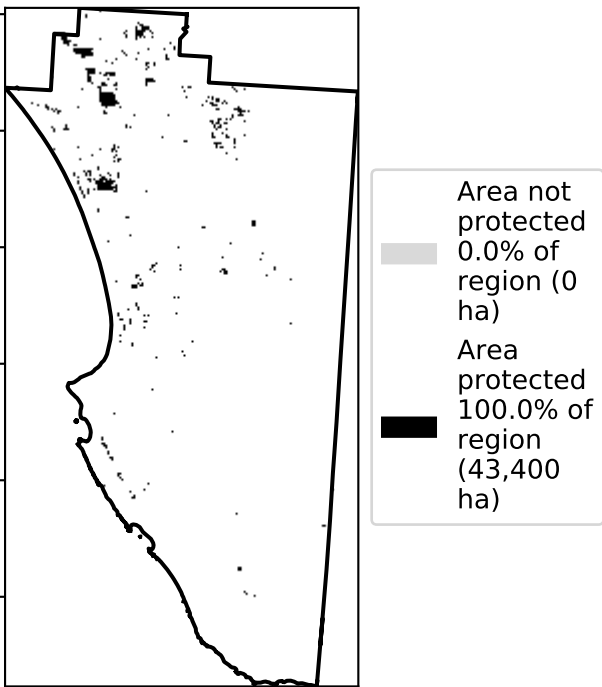 Area not
protected
0.0% of
region (0
ha)
Area
protected
100.0% of
region
(43,400
ha)